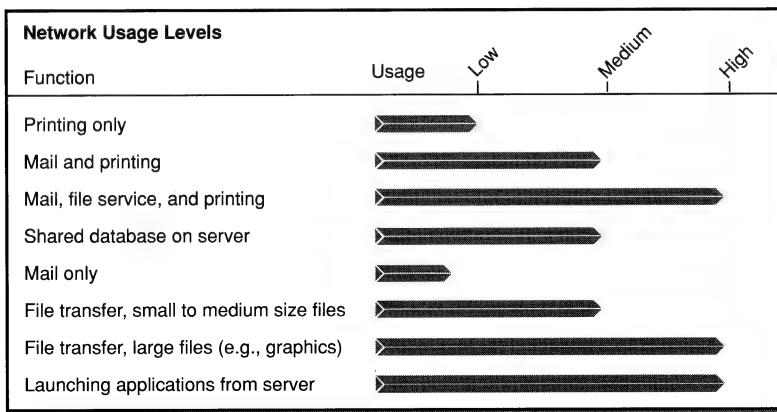 Network Usage Levels
Function Usage Low Medium High
Printing only
Mail and printing
Mail, file service, and printing
Shared database on server
Mail only
File transfer, small to medium size files
File transfer, large files (e.g., graphics)
Launching applications from server